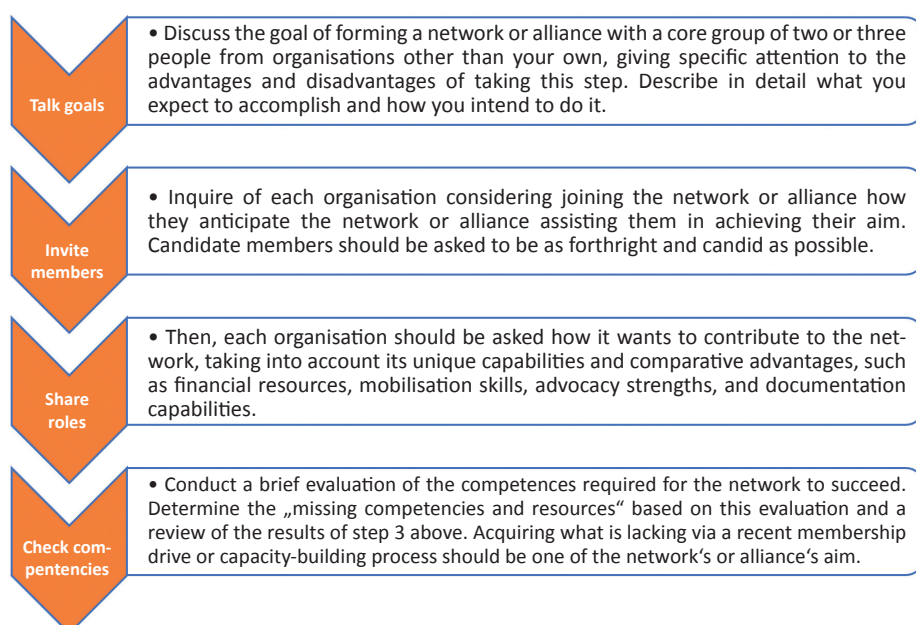 Talk goals
• Discuss the goal of forming a network or alliance with a core group of two or three
people from organisations other than your own, giving specific attention to the
advantages and disadvantages of taking this step. Describe in detail what you
expect to accomplish and how you intend to do it.
Invite
members
• Inquire of each organisation considering joining the network or alliance how
they anticipate the network or alliance assisting them in achieving their aim.
Candidate members should be asked to be as forthright and candid as possible.
Share
roles
• Then, each organisation should be asked how it wants to contribute to the net-
work, taking into account its unique capabilities and comparative advantages, such
as financial resources, mobilisation skills, advocacy strengths, and documentation
capabilities.
Check com-
pentencies
• Conduct a brief evaluation of the competences required for the network to succeed.
Determine the „missing competencies and resources“ based on this evaluation and a
review of the results of step 3 above. Acquiring what is lacking via a recent membership
drive or capacity-building process should be one of the network‘s or alliance‘s aim.